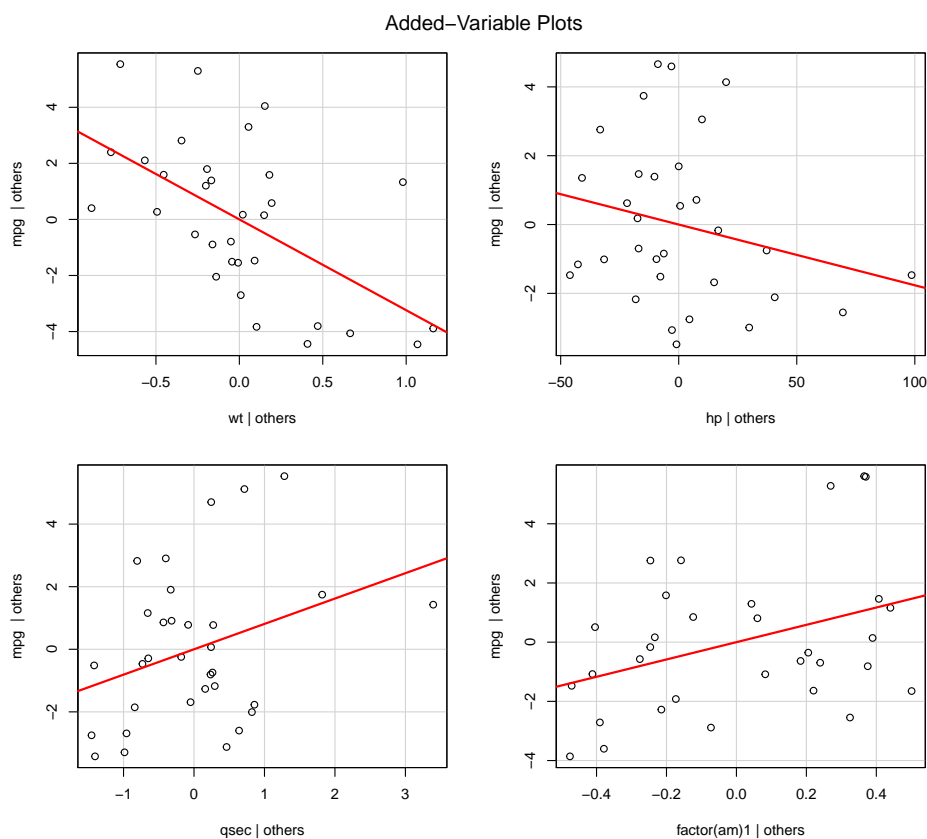 Added−Variable Plots
mpg | others
4
2
0
−2
−4
−0.5 0.0 0.5 1.0
wt | others
mpg | others
4
2
0
−2
−50 0 50 100
hp | others
mpg | others
4
2
0
−2
−1 0 1 2 3
qsec | others
mpg | others
4
2
0
−2
−4
−0.4 −0.2 0.0 0.2 0.4
factor(am)1 | others